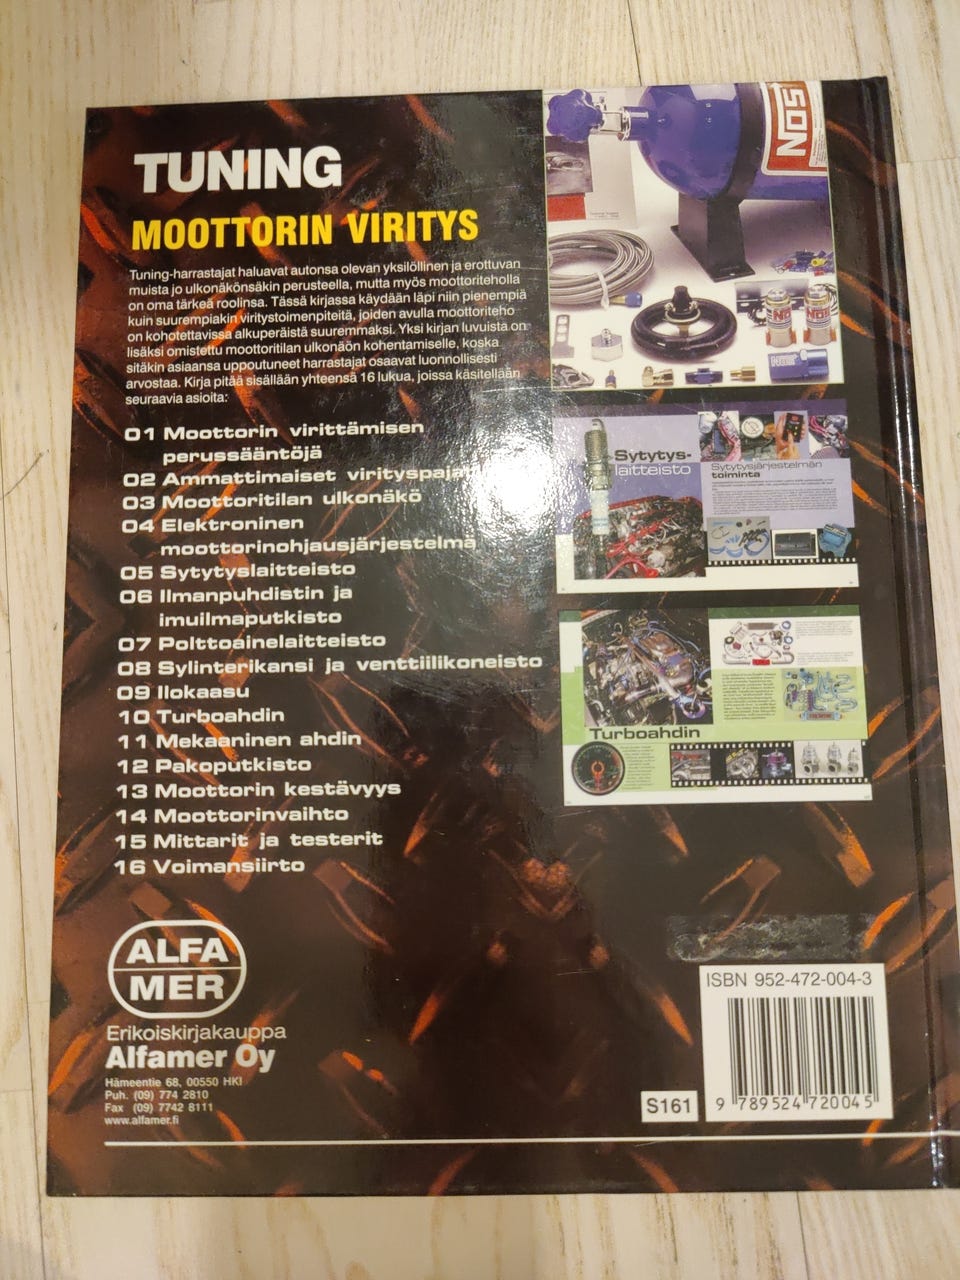 TUNING
MOOTTORIN VIRITYS
Tuning-harrastajat haluavat autonsa olevan yksilöllinen ja erottuvan
muista jo ulkonäkönsäkin perusteella, mutta myös moottoriteholla
on oma tärkeä roolinsa. Tässä kirjassa käydään läpi niin pienempiä
kuin suurempiakin viritystoimenpiteitä, joiden avulla moottoriteho
on kohotettavissa alkuperäistä suuremmaksi. Yksi kirjan luvuista on
lisäksi omistettu moottoritilan ulkonäön kohentamiselle, koska
sitäkin asiaansa uppoutuneet harrastajat osaavat luonnollisesti
arvostaa. Kirja pitää sisällään yhteensä 16 lukua, joissa käsitellään
seuraavia asioita:
01 Moottorin virittämisen
perussääntöjä
02 Ammattimaiset virityspajat
03 Moottoritilan ulkonäkö
04 Elektroninen
moottorinohjausjärjestelmä
05 Sytytyslaitteisto
06 Ilmanpuhdistin ja
imuilmaputkisto
07 Polttoainelaitteisto
08 Sylinterikansi ja venttiilikoneisto
09 Ilokaasu
10 Turboahdin
11 Mekaaninen ahdin
12 Pakoputkisto
13 Moottorin kestävyys
14 Moottorinvaihto
15 Mittarit ja testerit
16 Voimansiirto
ALFA
MER
Erikoiskirjakauppa
Alfamer Oy
Hämeentie 68, 00550 HKI
Puh. (09) 774 2810
Fax (09) 7742 8111
www.alfamer.fi
NOS
Sytytys-
laitteisto
Sytytysjärjestelmän
toiminta
Turboahdin
ISBN 952-472-004-3
S161
9 789524 720045